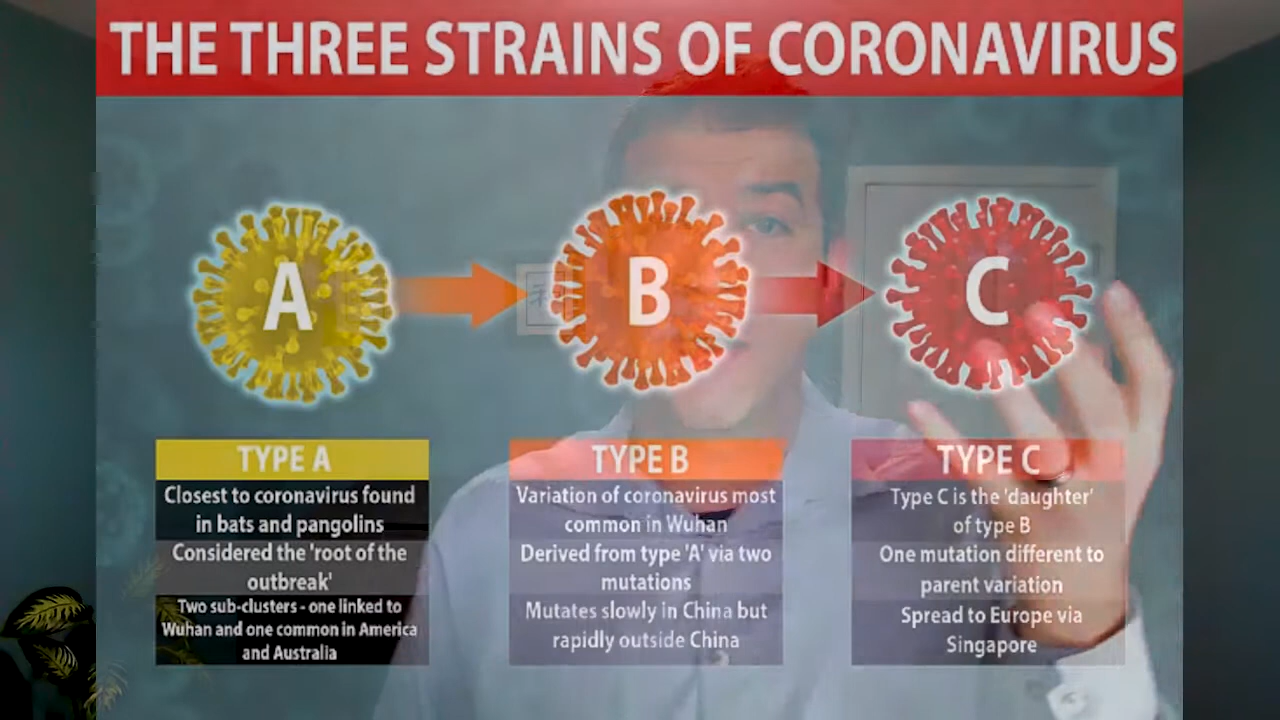 THE THREE STRAINS OF CORONAVIRUS
A
B
C
TYPE A
Closest to coronavirus found
in bats and pangolins
Considered the 'root of the
outbreak'
Two sub-clusters - one linked to
Wuhan and one common in America
and Australia
TYPE B
Variation of coronavirus most
common in Wuhan
Derived from type 'A' via two
mutations
Mutates slowly in China but
rapidly outside China
TYPE C
Type C is the 'daughter'
of type B
One mutation different to
parent variation
Spread to Europe via
Singapore